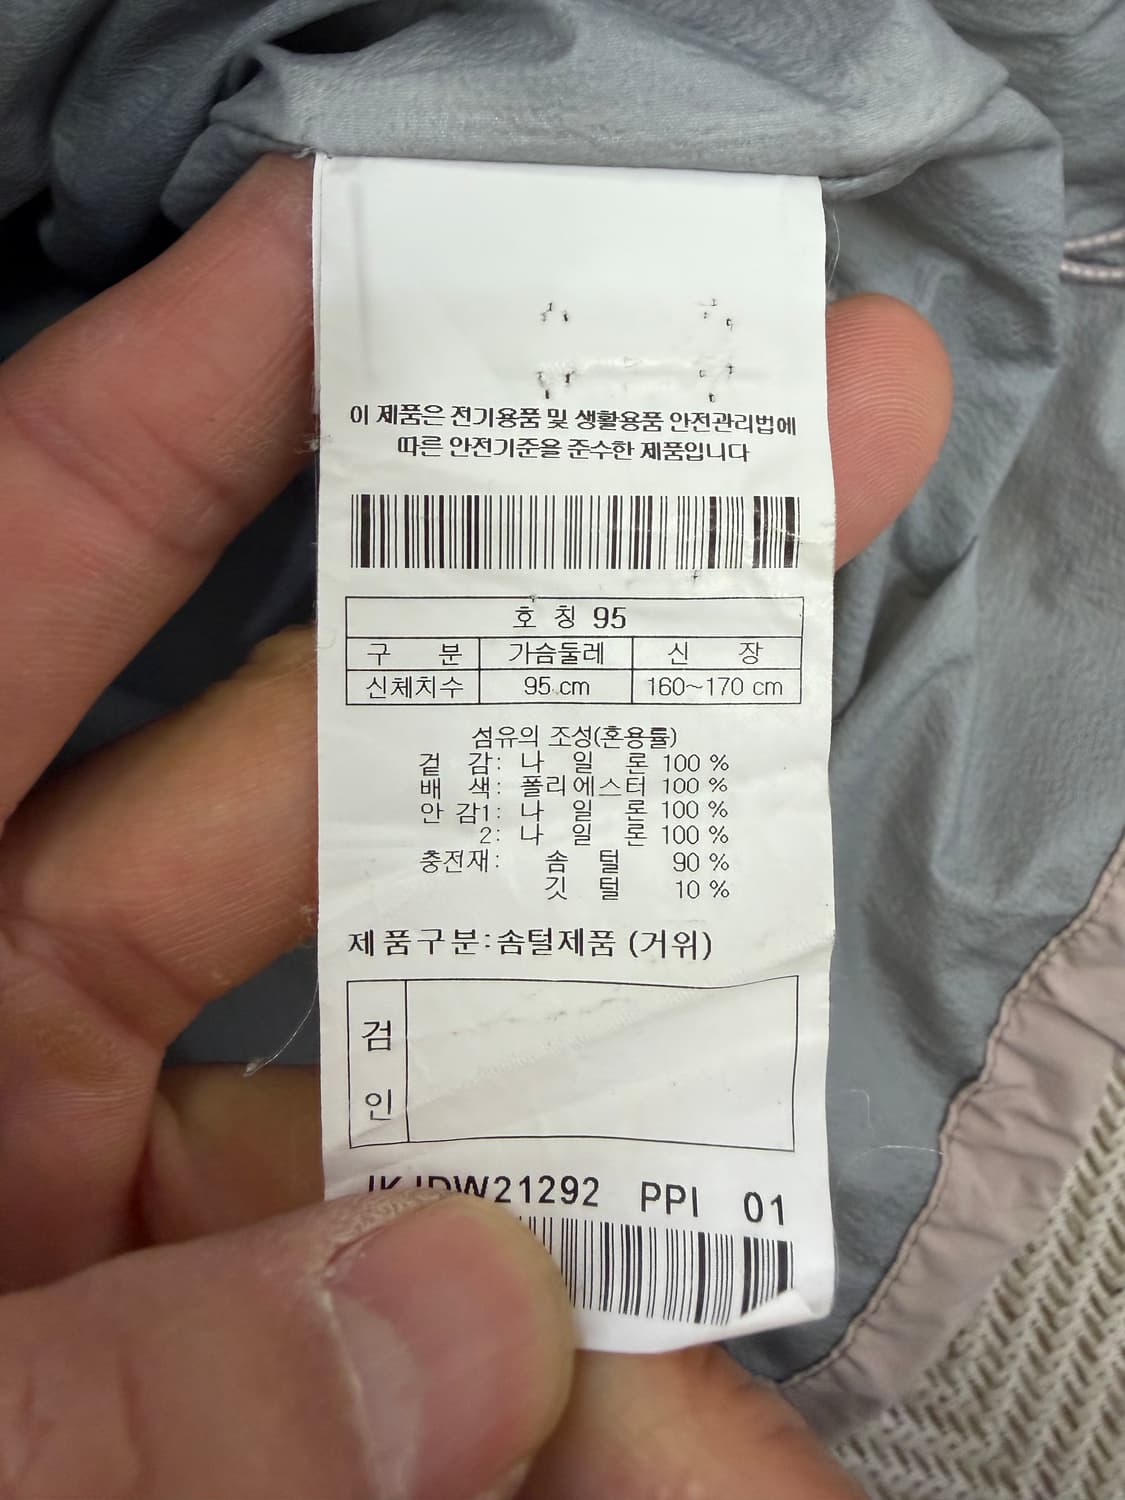 이 제품은 전기용품 및 생활용품 안전관리법에
따른 안전기준을 준수한 제품입니다
호 칭 95
구 분 가슴둘레 신 장
신체치수 95 cm 160~170 cm
섬유의 조성(혼용률)
겉 감: 나 일 론 100 %
배 색: 폴리에스터 100 %
안 감1: 나 일 론 100 %
2: 나 일 론 100 %
충전재: 솜 털 90 %
깃 털 10 %
제품구분:솜털제품 (거위)
검
인
PPI 01